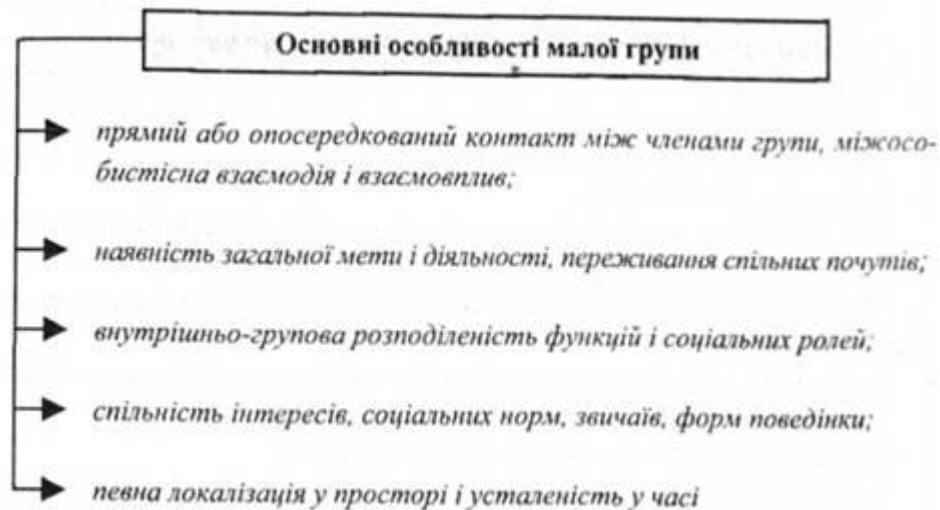 Основні особливості малої групи
прямий або опосередкований контакт між членами групи, міжосо-
бистісна взаємодія і взаємовплив;
наявність загальної мети і діяльності, переживання спільних почутів;
внутрішньо-групова розподіленість функцій і соціальних ролей;
спільність інтересів, соціальних норм, звичаїв, форм поведінки;
певна локалізація у просторі і усталеність у часі